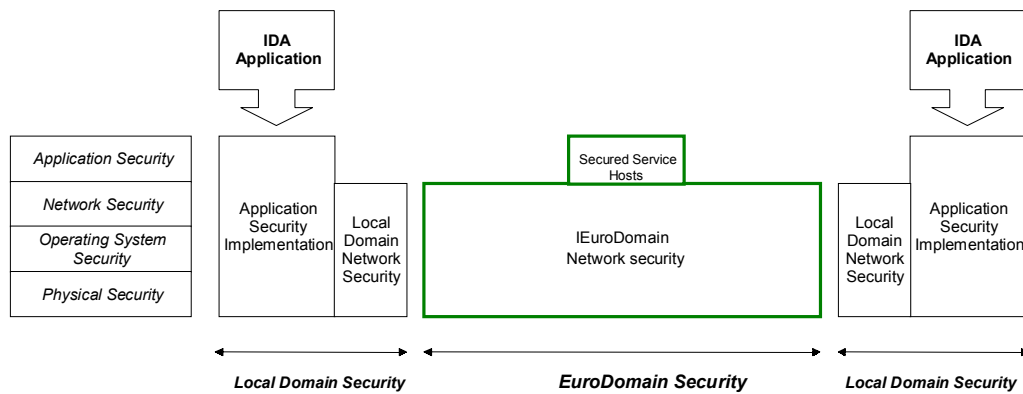 IDA
Application
IDA
Application
Application Security
Network Security
Operating System
Security
Physical Security
Application
Security
Implementation
Local
Domain
Network
Security
Secured Service
Hosts
IEuroDomain
Network security
Local
Domain
Network
Security
Application
Security
Implementation
Local Domain Security
EuroDomain Security
Local Domain Security